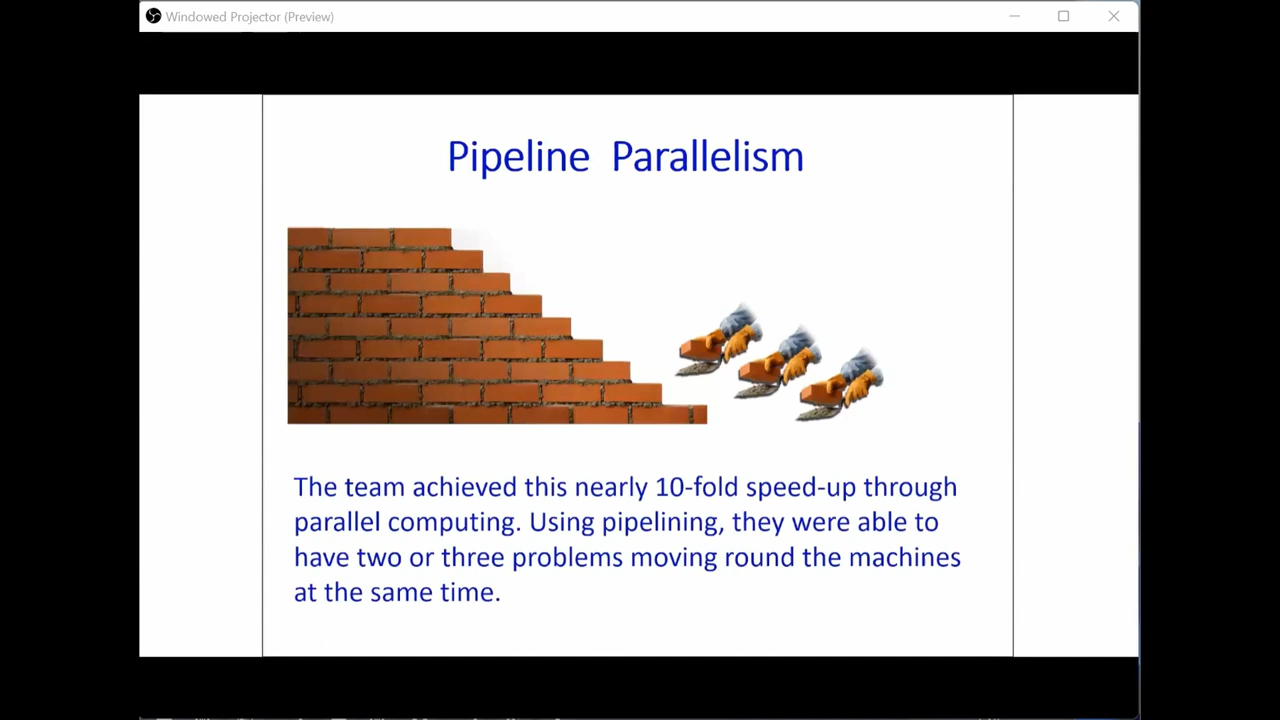 Windowed Projector (Preview)
Pipeline Parallelism
The team achieved this nearly 10-fold speed-up through
parallel computing. Using pipelining, they were able to
have two or three problems moving round the machines
at the same time.